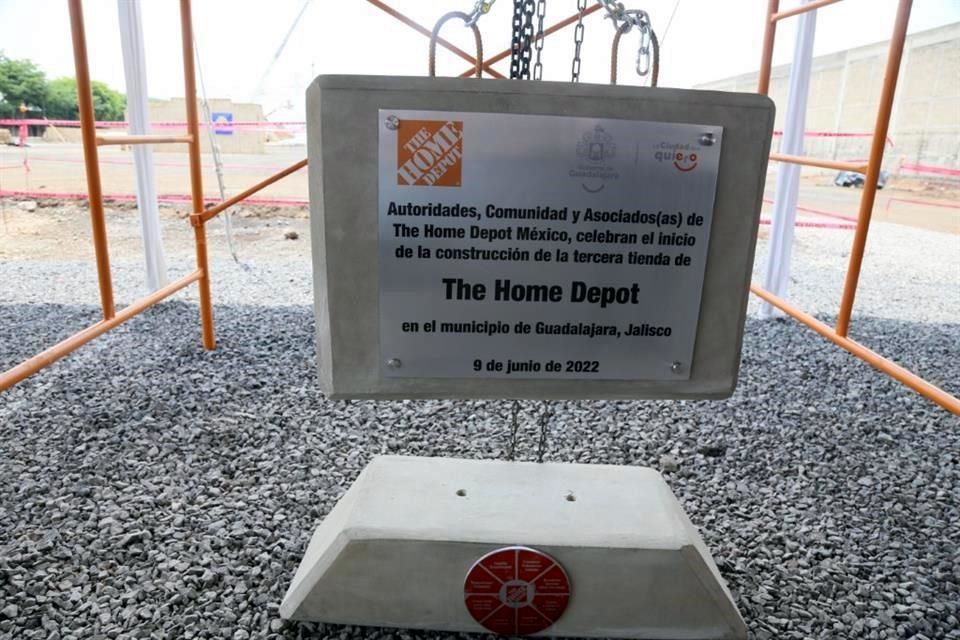 THE
HOME
DEPOT
Gobierno de
Guadalajara
La Ciudad que
quiero
Autoridades, Comunidad y Asociados(as) de
The Home Depot México, celebran el inicio
de la construcción de la tercera tienda de
The Home Depot
en el municipio de Guadalajara, Jalisco
9 de junio de 2022